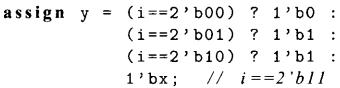 assign y = (i==2'b00) ? 1'b0 :
(i==2'b01) ? 1'b1 :
(i==2'b10) ? 1'b1 :
1'bx; // i==2'b11